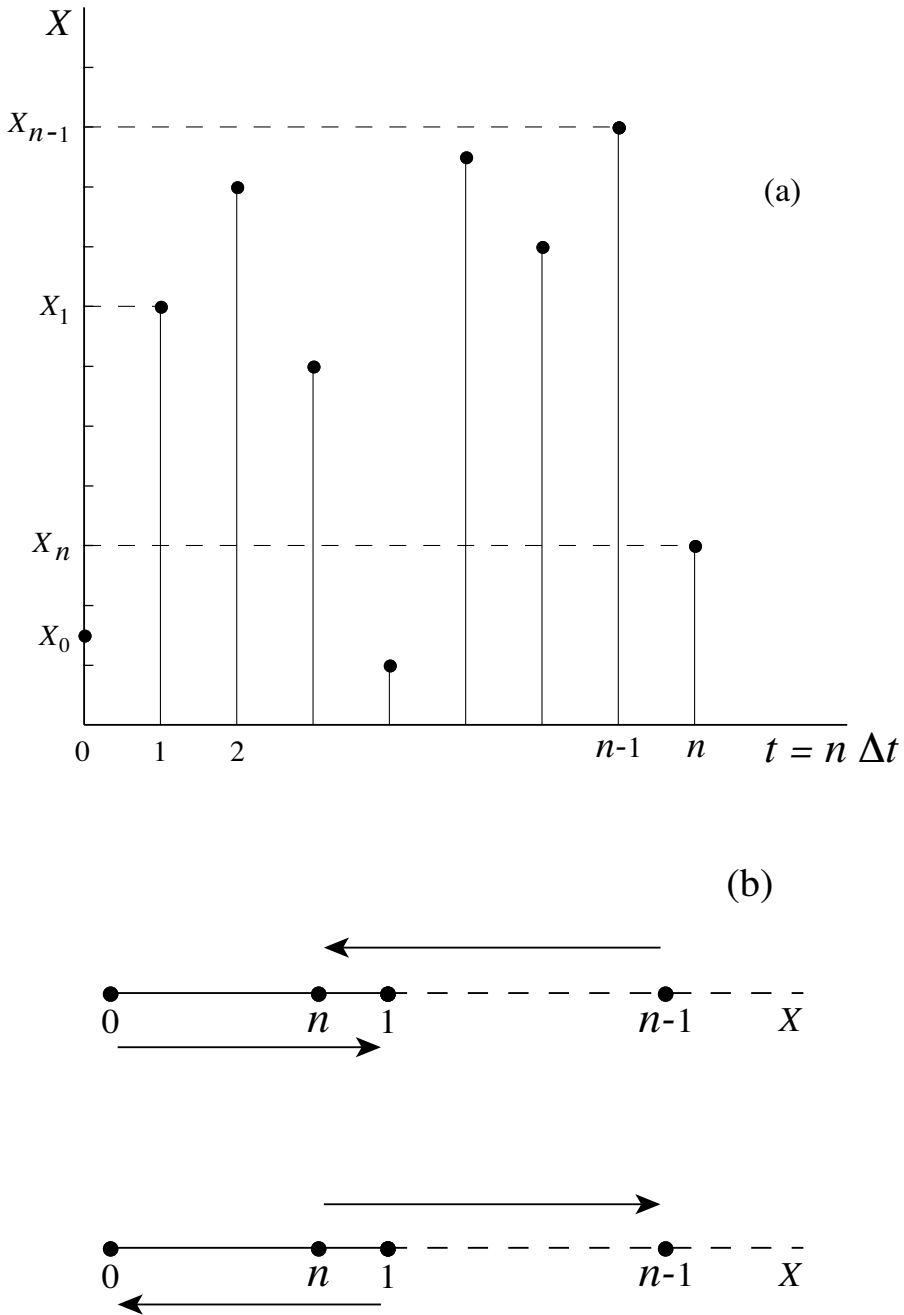 X
X_{n-1}
(a)
X_1
X_n
X_0
0 1 2 n-1 n t = n Δt
(b)
0 n 1 n-1 X
0 n 1 n-1 X